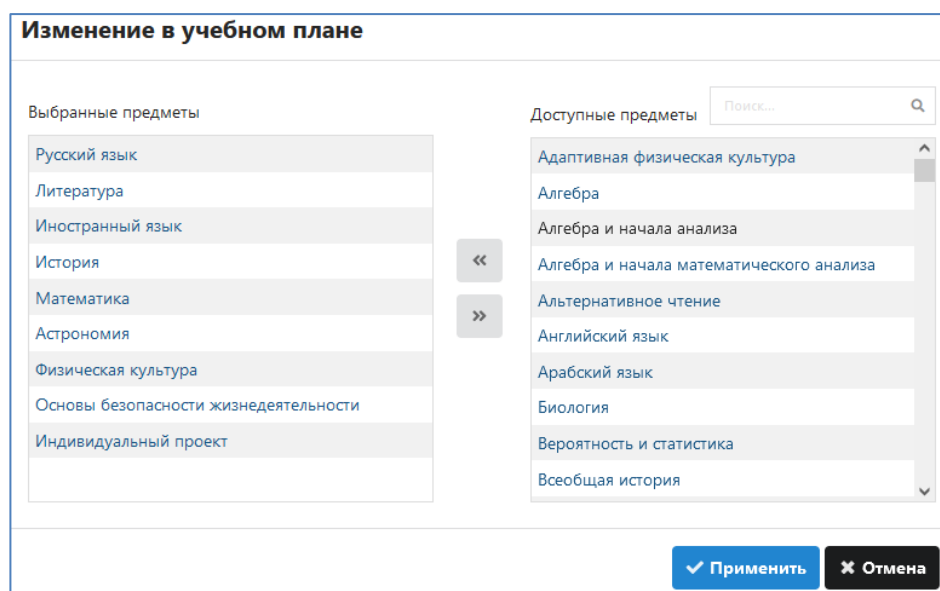 Изменение в учебном плане
Выбранные предметы
Русский язык
Литература
Иностранный язык
История
Математика
Астрономия
Физическая культура
Основы безопасности жизнедеятельности
Индивидуальный проект
Доступные предметы
Поиск...
Адаптивная физическая культура
Алгебра
Алгебра и начала анализа
Алгебра и начала математического анализа
Альтернативное чтение
Английский язык
Арабский язык
Биология
Вероятность и статистика
Всеобщая история
Применить
Отмена